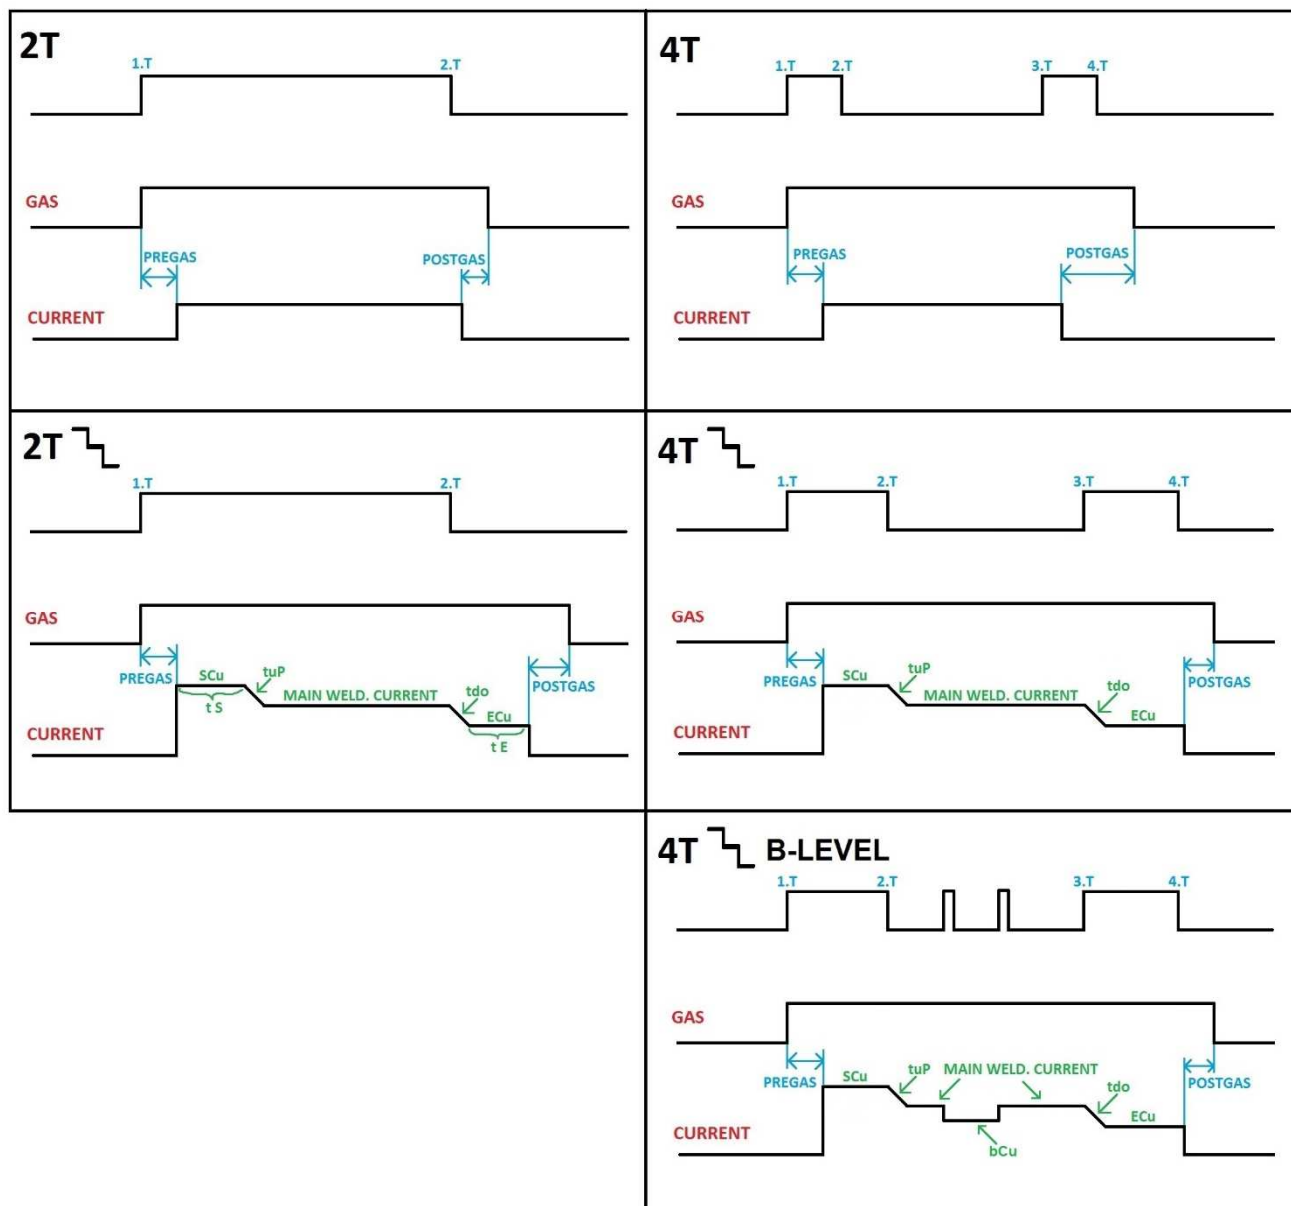 2T
1.T
2.T
GAS
PREGAS
POSTGAS
CURRENT
4T
1.T
2.T
3.T
4.T
GAS
PREGAS
POSTGAS
CURRENT
2T
1.T
2.T
GAS
PREGAS
SCu
t S
tuP
MAIN WELD. CURRENT
tdo
ECu
t E
POSTGAS
CURRENT
4T
1.T
2.T
3.T
4.T
GAS
PREGAS
SCu
tuP
MAIN WELD. CURRENT
tdo
ECu
POSTGAS
CURRENT
4T B-LEVEL
1.T
2.T
3.T
4.T
GAS
PREGAS
SCu
tuP
MAIN WELD. CURRENT
tdo
ECu
POSTGAS
CURRENT
bCu